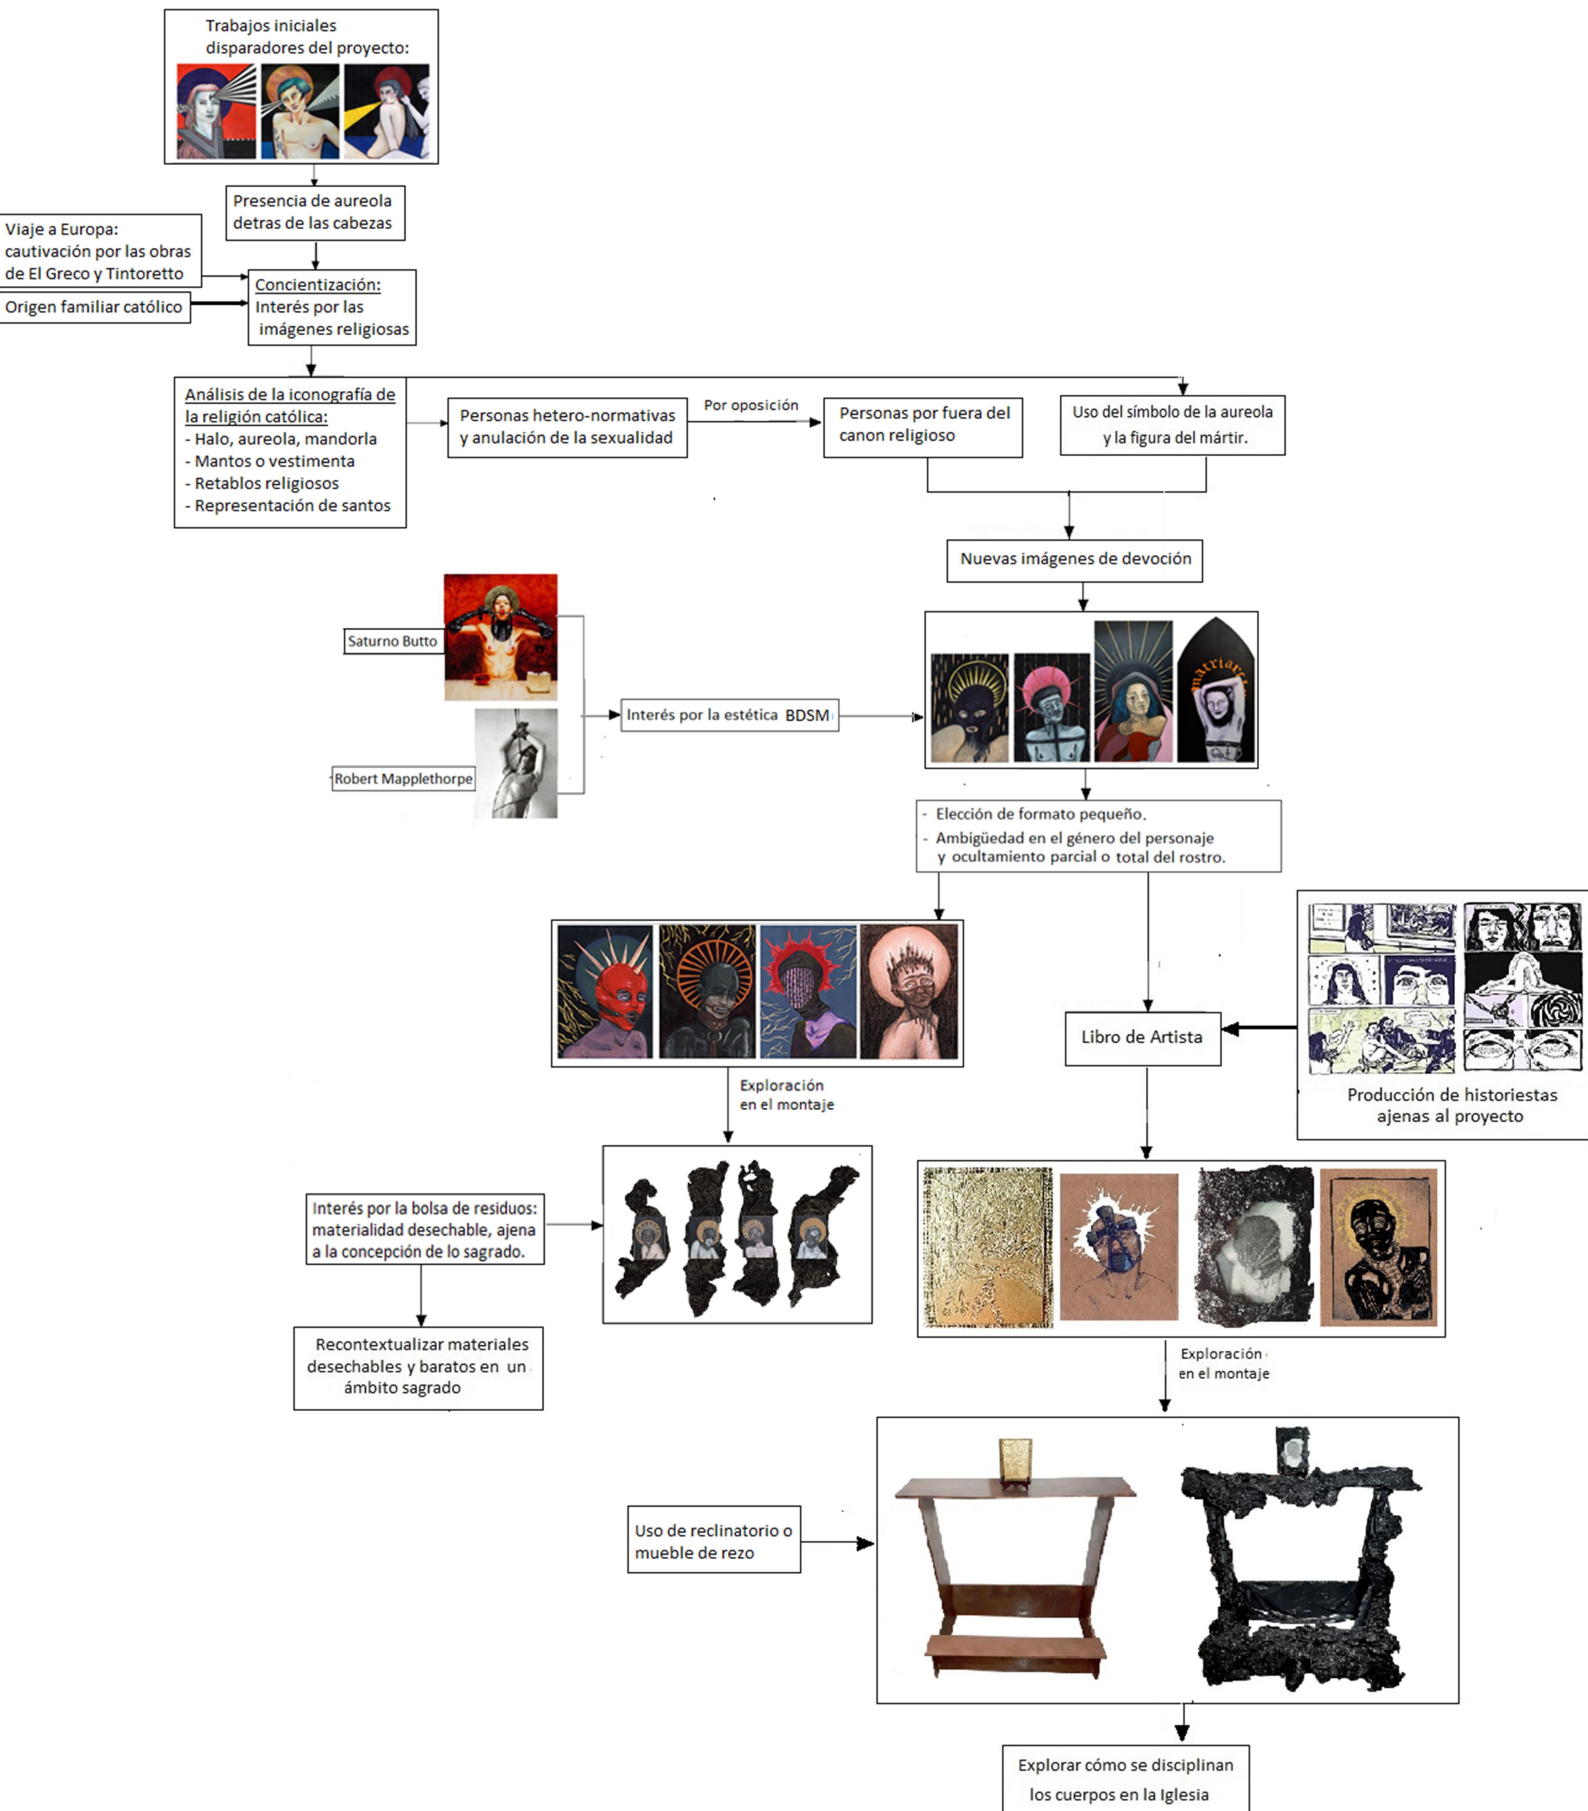 Trabajos iniciales
disparadores del proyecto:
Presencia de aureola
detras de las cabezas
Viaje a Europa:
cautivación por las obras
de El Greco y Tintoretto
Origen familiar católico
Concientización:
Interés por las
imágenes religiosas
Análisis de la iconografía de
la religión católica:
- Halo, aureola, mandorla
- Mantos o vestimenta
- Retablos religiosos
- Representación de santos
Personas hetero-normativas
y anulación de la sexualidad
Por oposición
Personas por fuera del
canon religioso
Uso del símbolo de la aureola
y la figura del mártir.
Nuevas imágenes de devoción
Saturno Butto
Robert Mapplethorpe
Interés por la estética BDSM
matriarca
- Elección de formato pequeño.
- Ambigüedad en el género del personaje
y ocultamiento parcial o total del rostro.
Exploración
en el montaje
Libro de Artista
Producción de historiestas
ajenas al proyecto
Interés por la bolsa de residuos:
materialidad desechable, ajena
a la concepción de lo sagrado.
Recontextualizar materiales
desechables y baratos en un
ámbito sagrado
Exploración
en el montaje
Uso de reclinatorio o
mueble de rezo
Explorar cómo se disciplinan
los cuerpos en la Iglesia